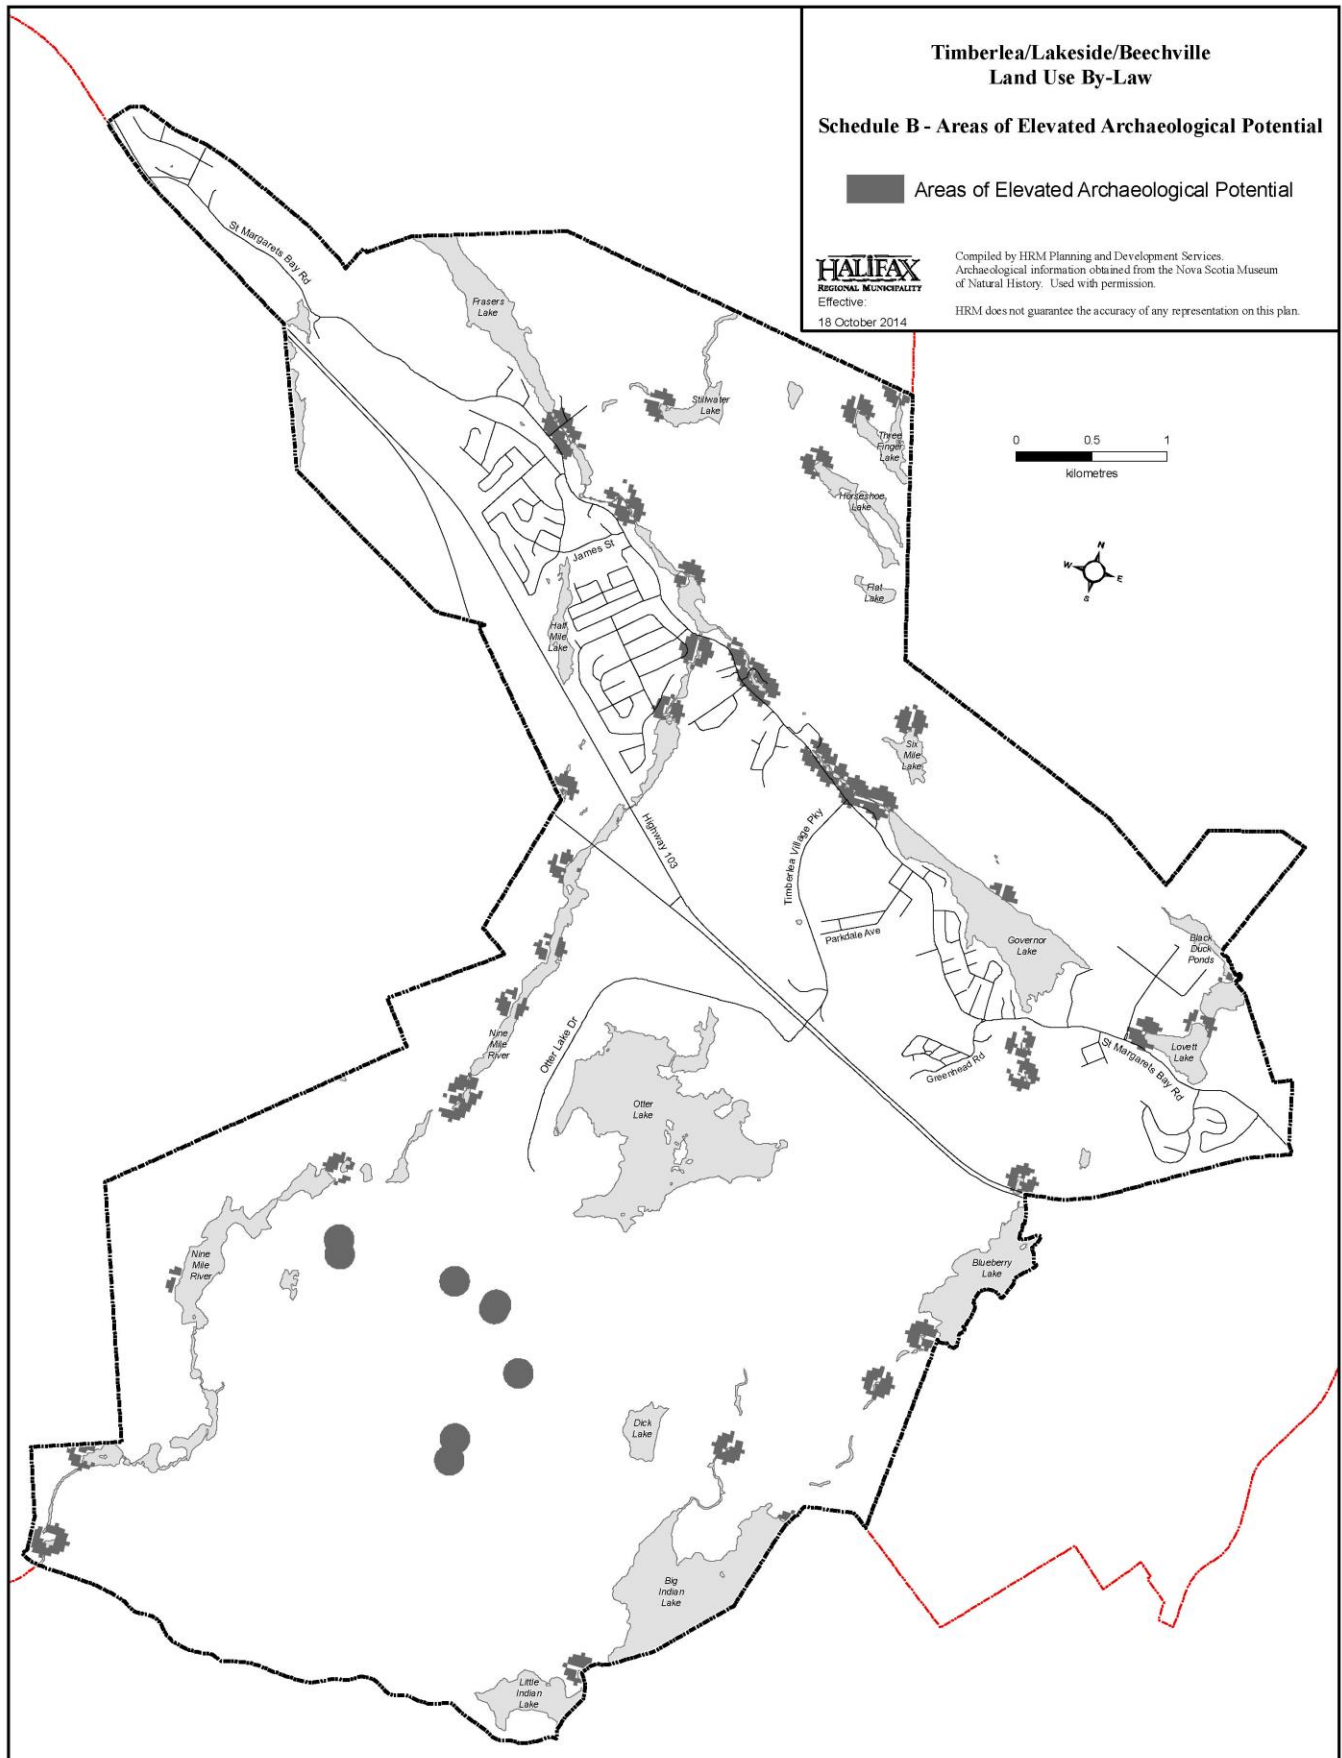 Timberlea/Lakeside/Beechville
Land Use By-Law
Schedule B - Areas of Elevated Archaeological Potential
Areas of Elevated Archaeological Potential
HALIFAX
REGIONAL MUNICIPALITY
Effective:
18 October 2014
Compiled by HRM Planning and Development Services.
Archaeological information obtained from the Nova Scotia Museum
of Natural History. Used with permission.
HRM does not guarantee the accuracy of any representation on this plan.
St Margarets Bay Rd
Frasers
Lake
Stillwater
Lake
Three
Finger
Lake
Horseshoe
Lake
Flat
Lake
0 0.5 1
kilometres
N
W
E
S
James St
Half
Mile
Lake
Six
Mile
Lake
Highway 103
Timberlea Village Pky
Parkdale Ave
Governor
Lake
Black
Duck
Ponds
Lovett
Lake
St Margarets Bay Rd
Greenhead Rd
Nine
Mile
River
Otter Lake Dr
Otter
Lake
Nine
Mile
River
Blueberry
Lake
Dick
Lake
Big
Indian
Lake
Little
Indian
Lake